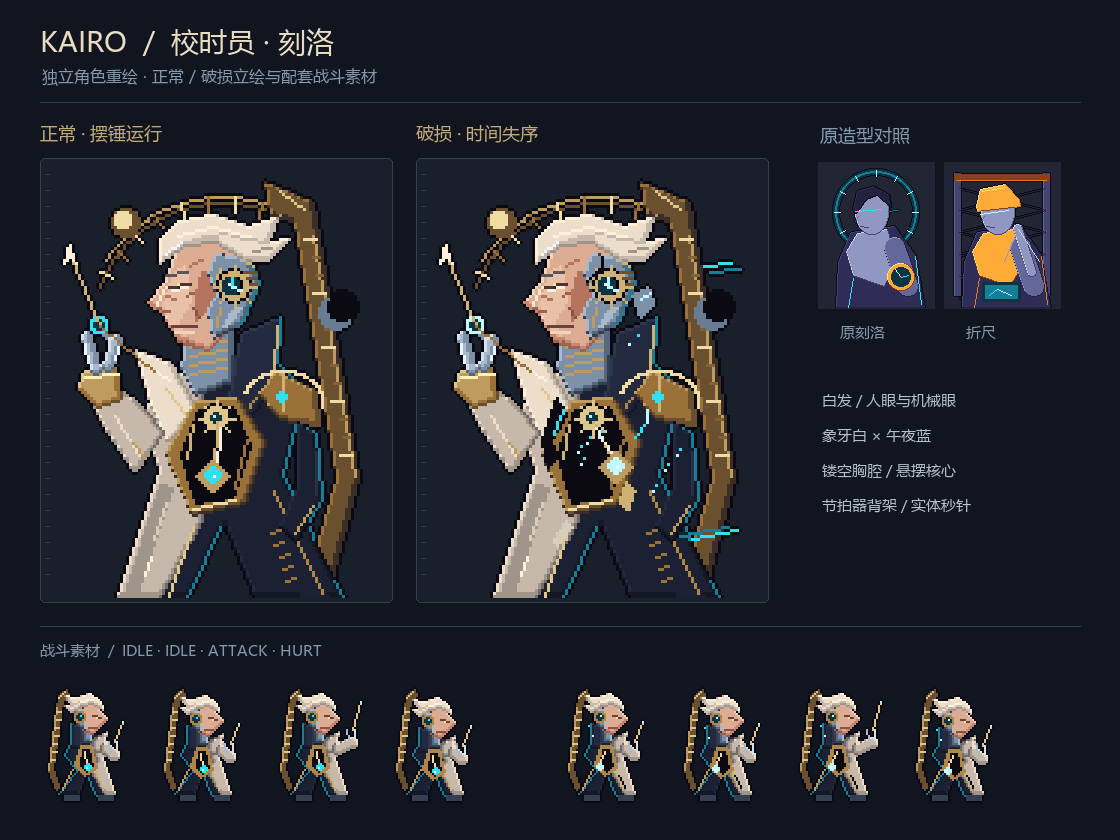 KAIRO / 校时员 · 刻洛
独立角色重绘 · 正常 / 破损立绘与配套战斗素材
正常 · 摆锤运行
破损 · 时间失序
原造型对照
原刻洛
折尺
白发 / 人眼与机械眼
象牙白 × 午夜蓝
镂空胸腔 / 悬摆核心
节拍器背架 / 实体秒针
战斗素材 / IDLE · IDLE · ATTACK · HURT